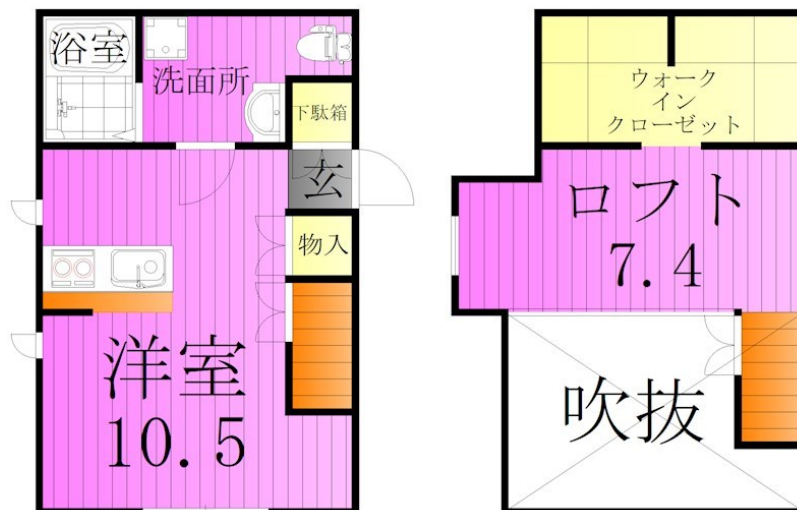 浴室
洗面所
下駄箱
玄
物入
洋室
10.5
ウォーク
イン
クローゼット
ロフト
7.4
吹抜